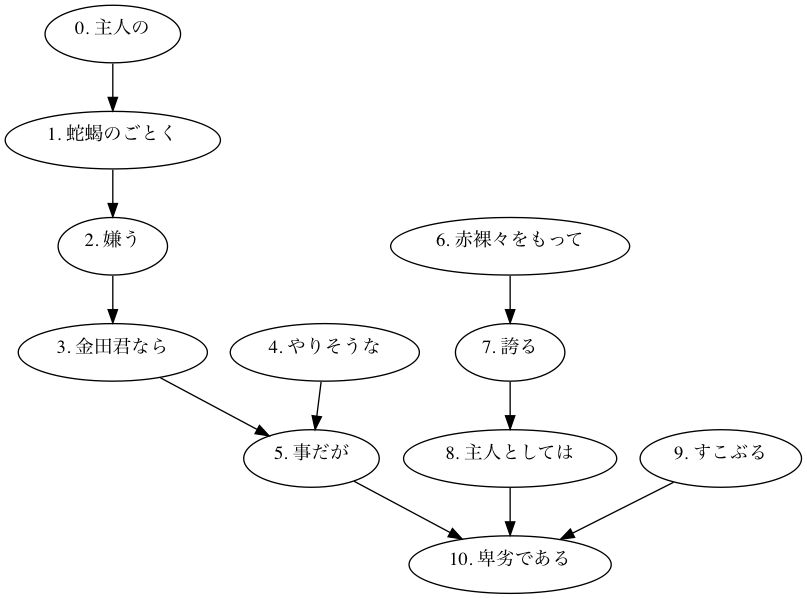 0. 主人の
1. 蛇蝎のごとく
2. 嫌う
6. 赤裸々をもって
3. 金田君なら
4. やりそうな
7. 誇る
5. 事だが
8. 主人としては
9. すこぶる
10. 卑劣である